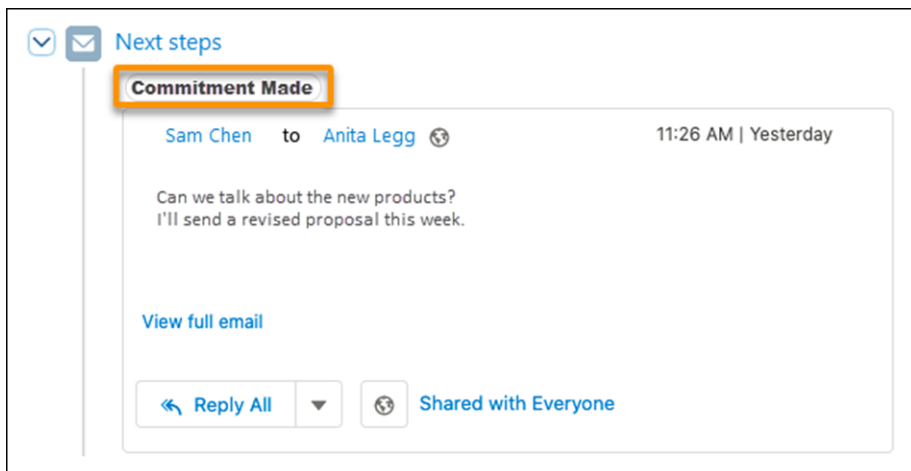 Next steps
Commitment Made
Sam Chen to Anita Legg 11:26 AM | Yesterday
Can we talk about the new products?
I'll send a revised proposal this week.
View full email
Reply All Shared with Everyone